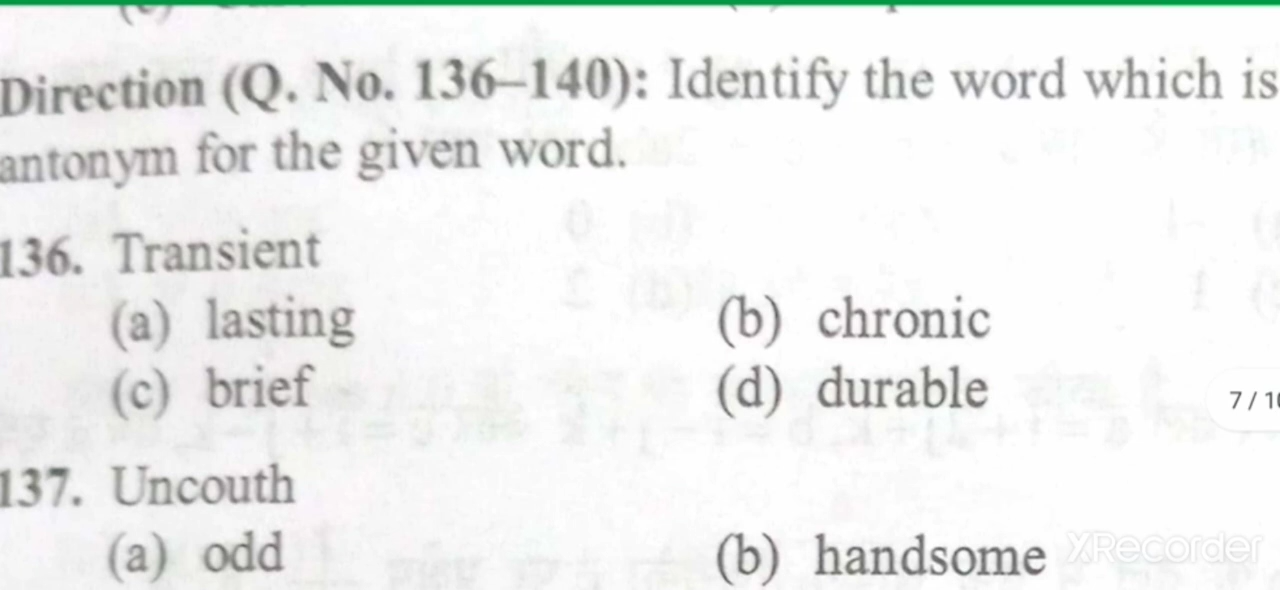 Direction (Q. No. 136–140): Identify the word which is
antonym for the given word.
136. Transient
(a) lasting (b) chronic
(c) brief (d) durable
7 / 10
137. Uncouth
(a) odd (b) handsome
XRecorder